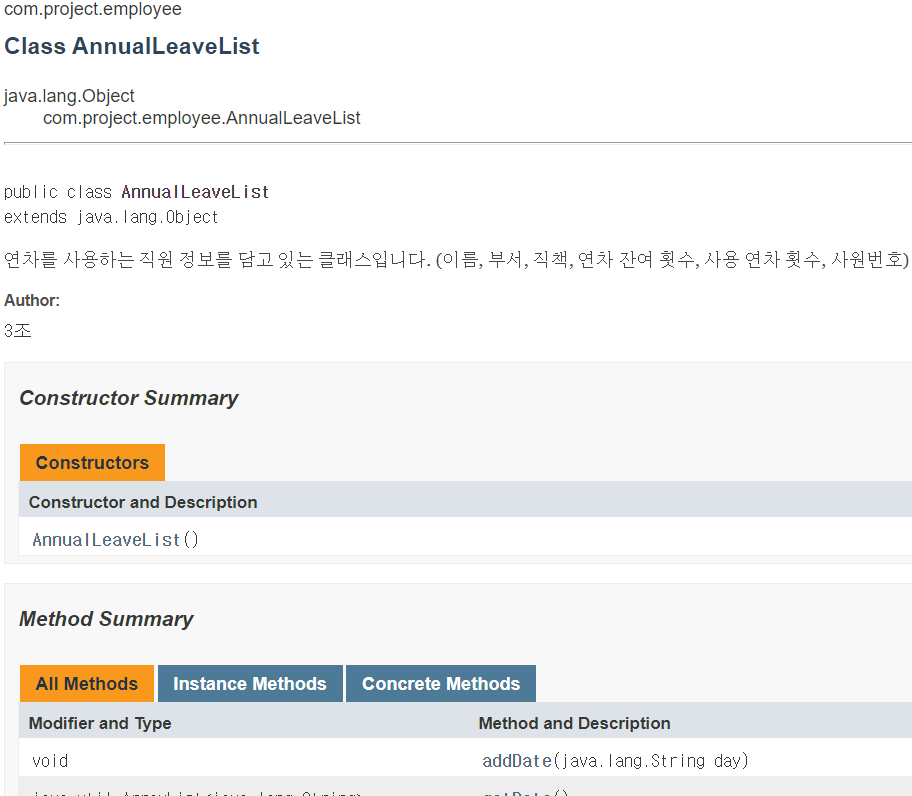 com.project.employee
Class AnnualLeaveList
java.lang.Object
com.project.employee.AnnualLeaveList
public class AnnualLeaveList
extends java.lang.Object
연차를 사용하는 직원 정보를 담고 있는 클래스입니다. (이름, 부서, 직책, 연차 잔여 횟수, 사용 연차 횟수, 사원번호)
Author:
3조
Constructor Summary
Constructors
Constructor and Description
AnnualLeaveList()
Method Summary
All Methods Instance Methods Concrete Methods
Modifier and Type Method and Description
void addDate(java.lang.String day)